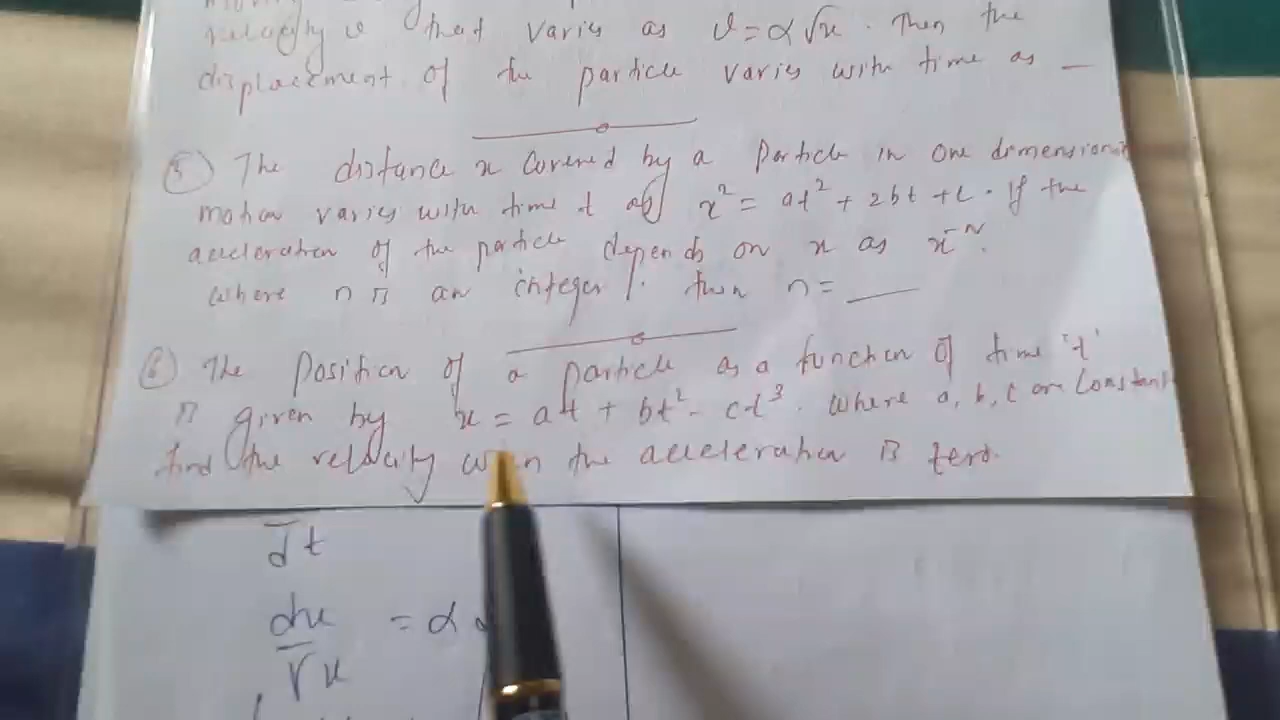 velocity v that varies as v = α√x. Then the
displacement of the particle varies with time as —
⑤ The distance x covered by a particle in one dimensional
motion varies with time t as x² = at² + 2bt + c. If the
acceleration of the particle depends on x as x⁻ⁿ.
where n is an integer. then n = ___
⑥ The position of a particle as a function of time 't'
is given by x = at + bt² - ct³. where a, b, c are constant
find the velocity when the acceleration is zero.
dt
dx = α
√x